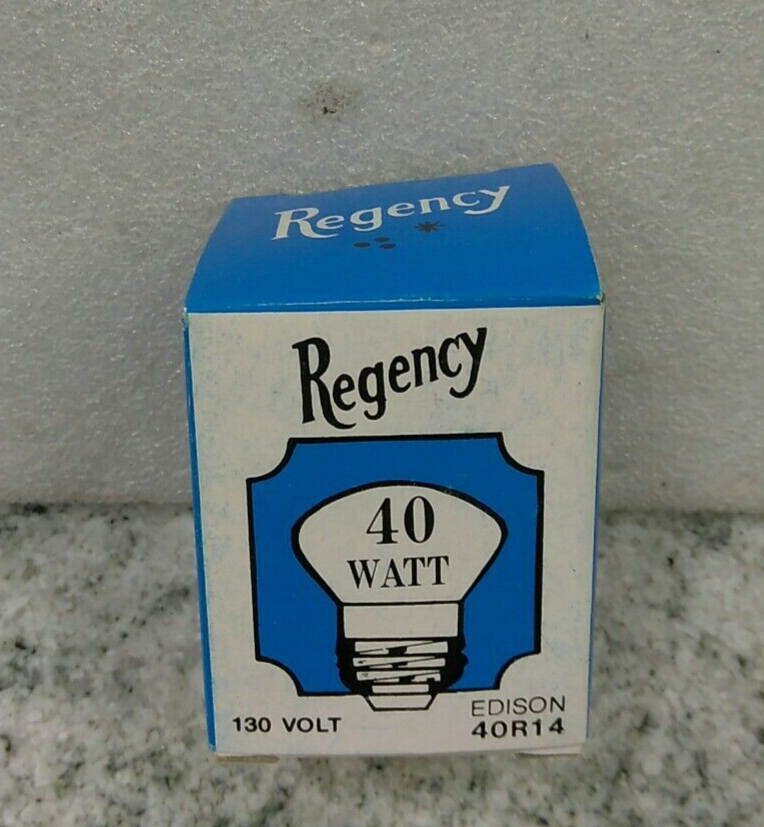 Regency
Regency
40
WATT
130 VOLT
EDISON
40R14